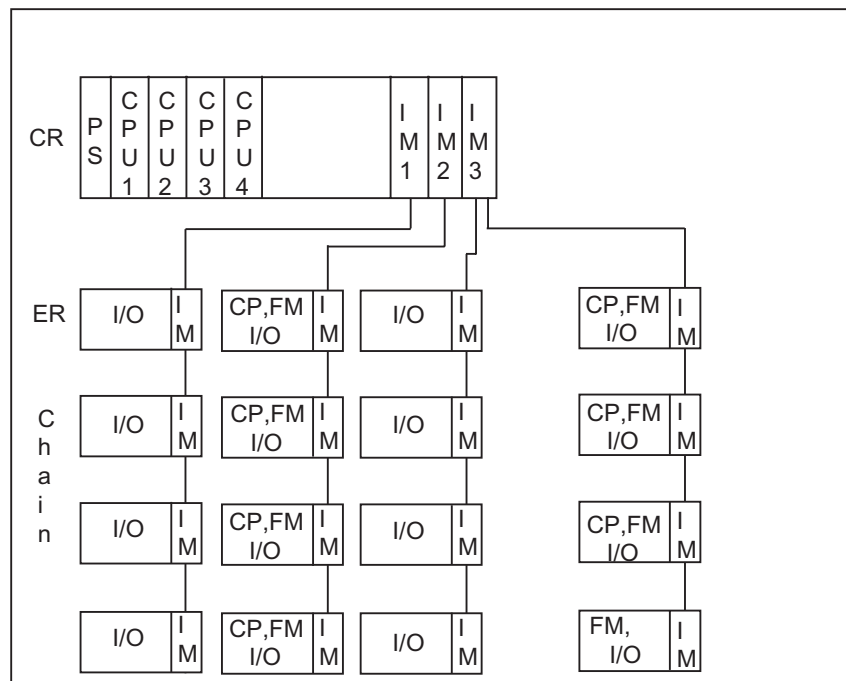 CR
PS
CPU1
CPU2
CPU3
CPU4
IM1
IM2
IM3
ER
I/O
IM
CP,FM
I/O
IM
I/O
IM
CP,FM
I/O
IM
Chain
I/O
IM
CP,FM
I/O
IM
I/O
IM
CP,FM
I/O
IM
I/O
IM
CP,FM
I/O
IM
I/O
IM
CP,FM
I/O
IM
I/O
IM
CP,FM
I/O
IM
I/O
IM
FM,
I/O
IM